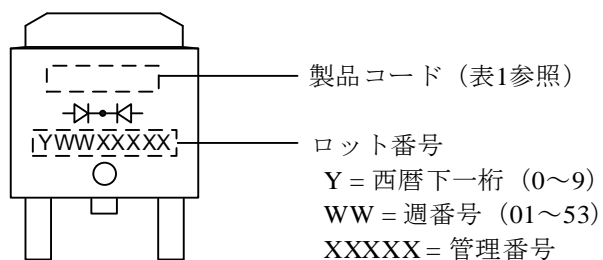 製品コード（表1参照）
YWWXXXXX
ロット番号
Y = 西暦下一桁（0～9）
WW = 週番号（01～53）
XXXXX = 管理番号